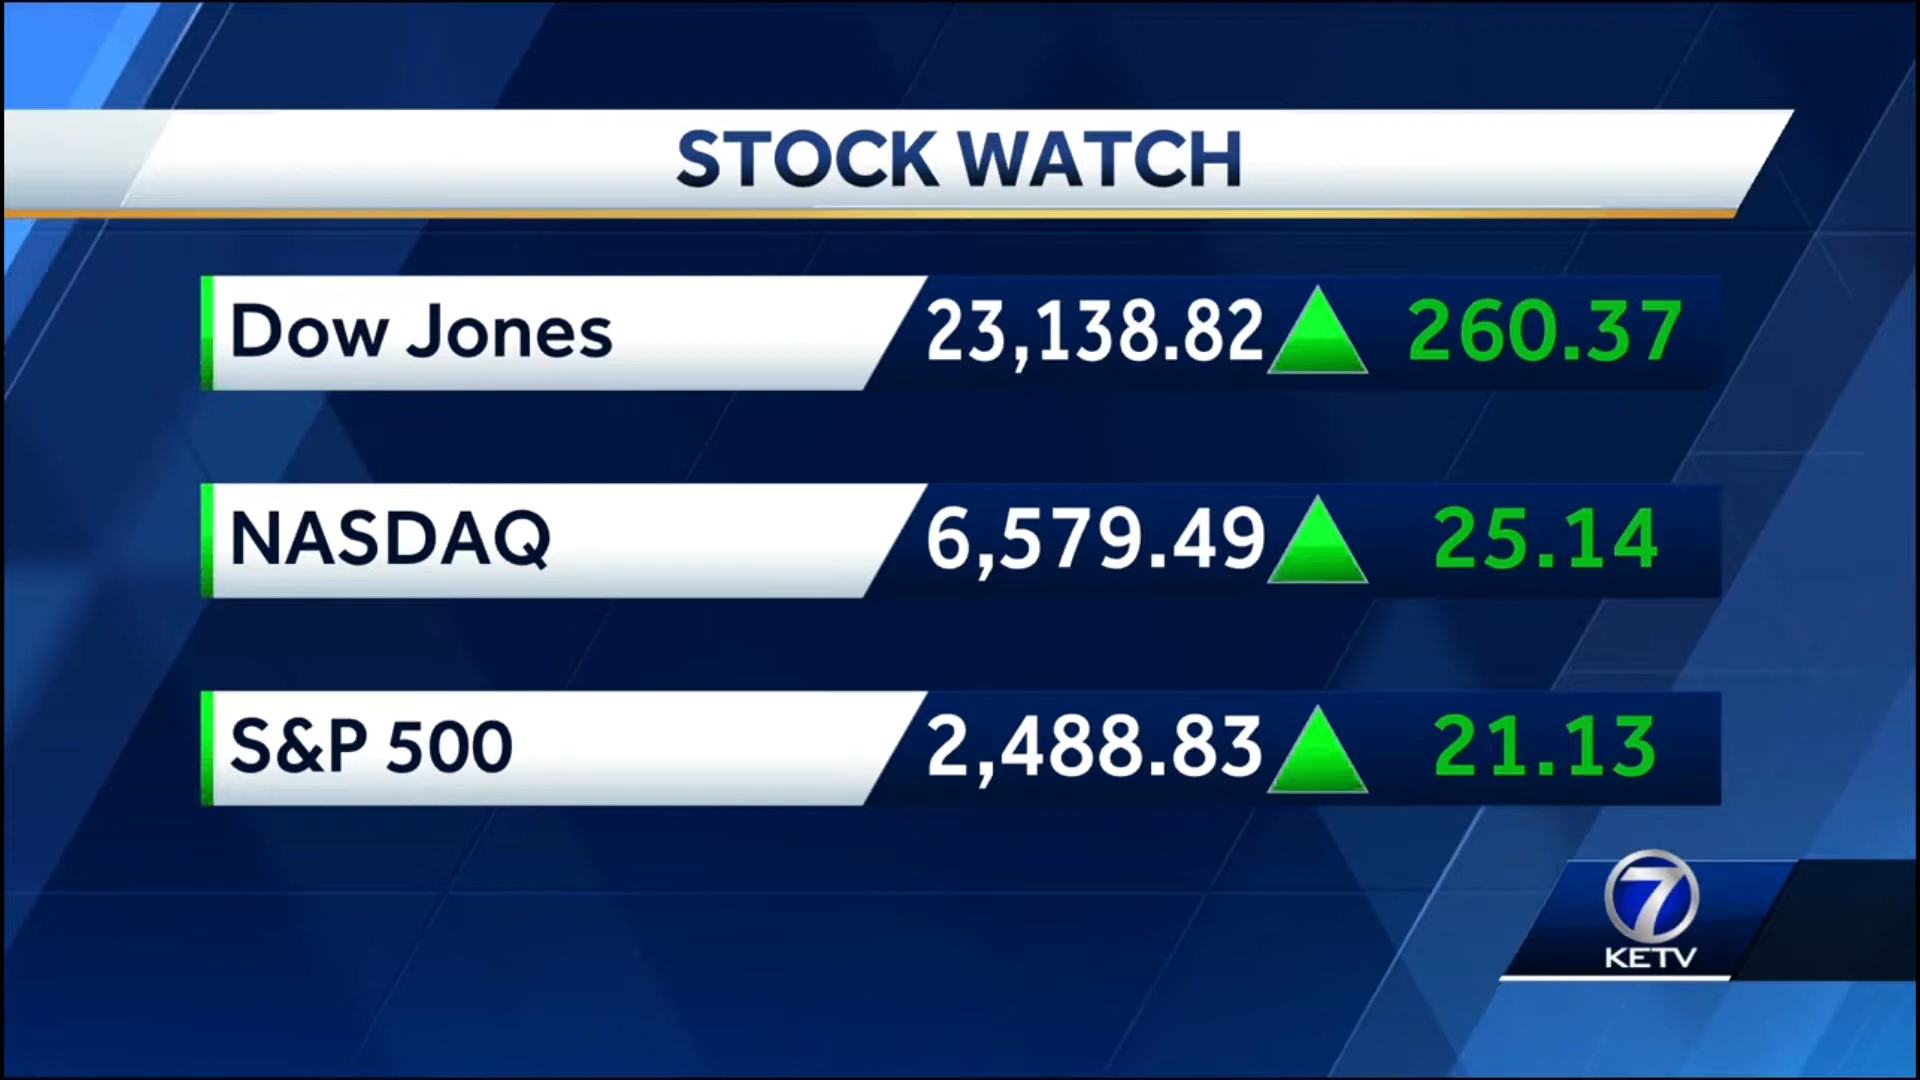 STOCK WATCH
Dow Jones 23,138.82 260.37
NASDAQ 6,579.49 25.14
S&P 500 2,488.83 21.13
7
KETV